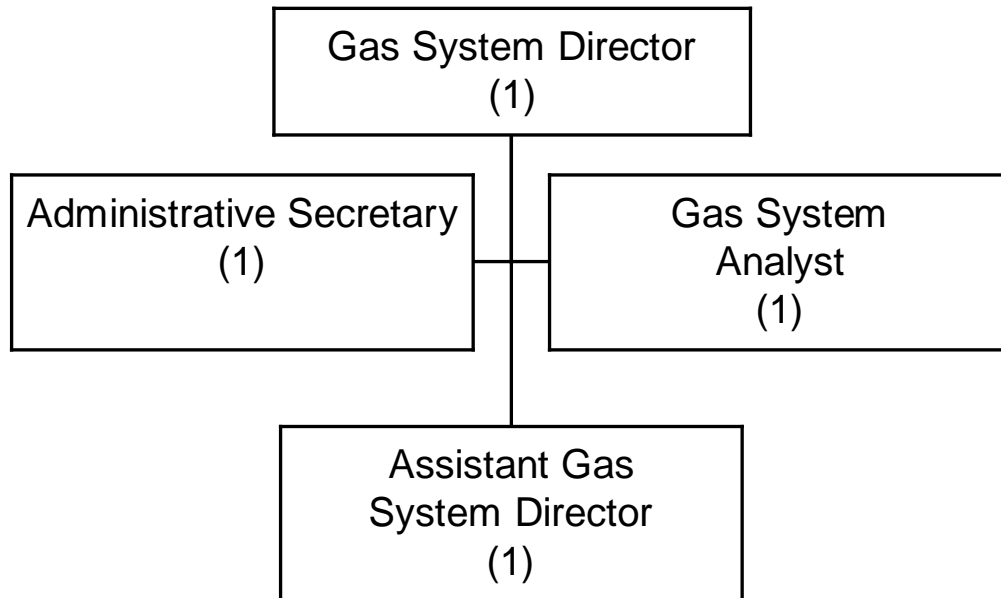 Gas System Director
(1)
Administrative Secretary
(1)
Gas System
Analyst
(1)
Assistant Gas
System Director
(1)